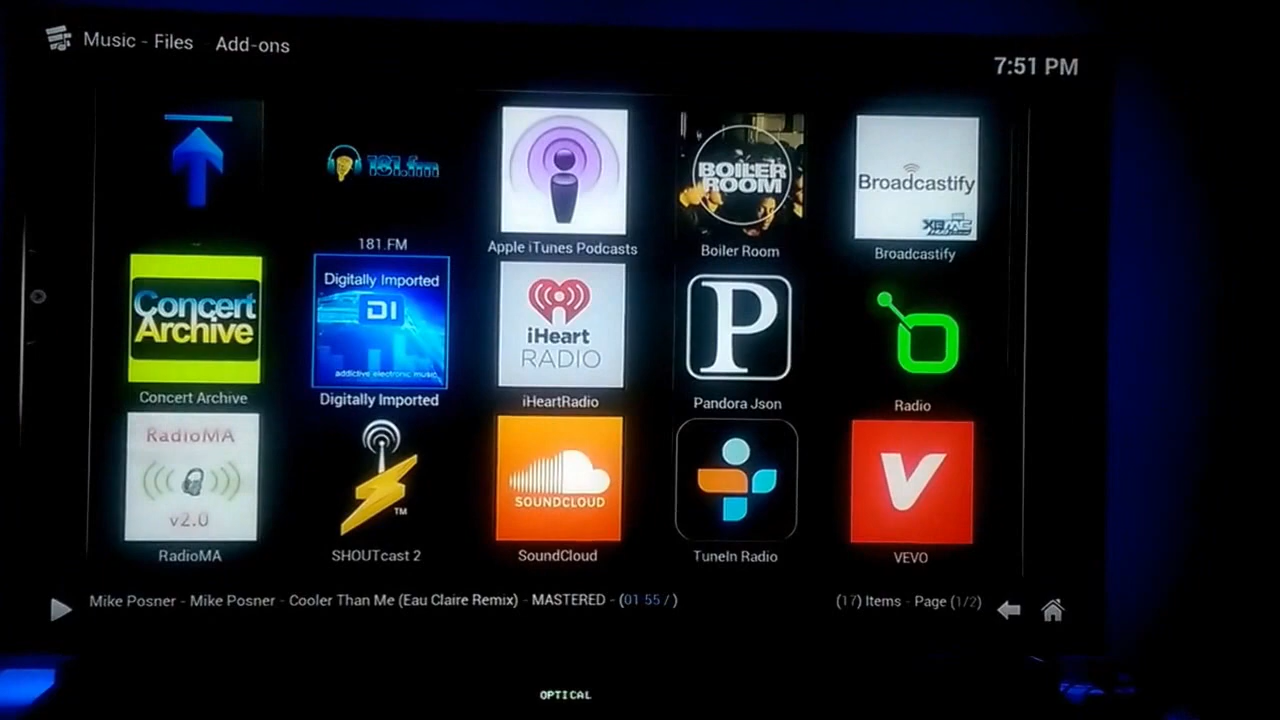 Music - Files - Add-ons
7:51 PM
181.fm
181.FM
Apple iTunes Podcasts
BOILER
ROOM
Boiler Room
Broadcastify
XBMC
Broadcastify
Concert
Archive
Concert Archive
Digitally Imported
DI
addictive electronic music
Digitally Imported
iHeart
RADIO
iHeartRadio
P
Pandora Json
Radio
RadioMA
v2.0
RadioMA
TM
SHOUTcast 2
SOUNDCLOUD
SoundCloud
TuneIn Radio
V
VEVO
Mike Posner - Mike Posner - Cooler Than Me (Eau Claire Remix) - MASTERED - (01:55 / )
(17) Items - Page (1/2)
OPTICAL